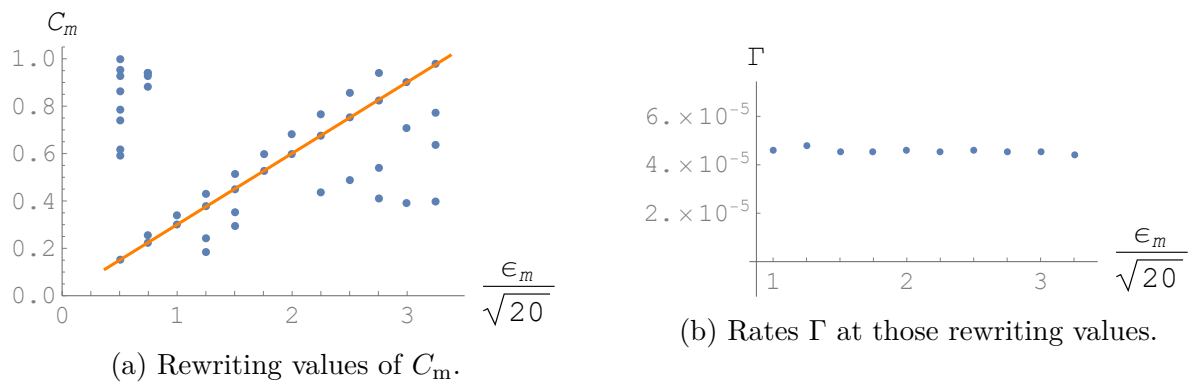 C_m
1.0
0.8
0.6
0.4
0.2
0.0
0 1 2 3
ϵ_m
√20
(a) Rewriting values of C_m.
Γ
6.×10^-5
4.×10^-5
2.×10^-5
1 2 3
ϵ_m
√20
(b) Rates Γ at those rewriting values.